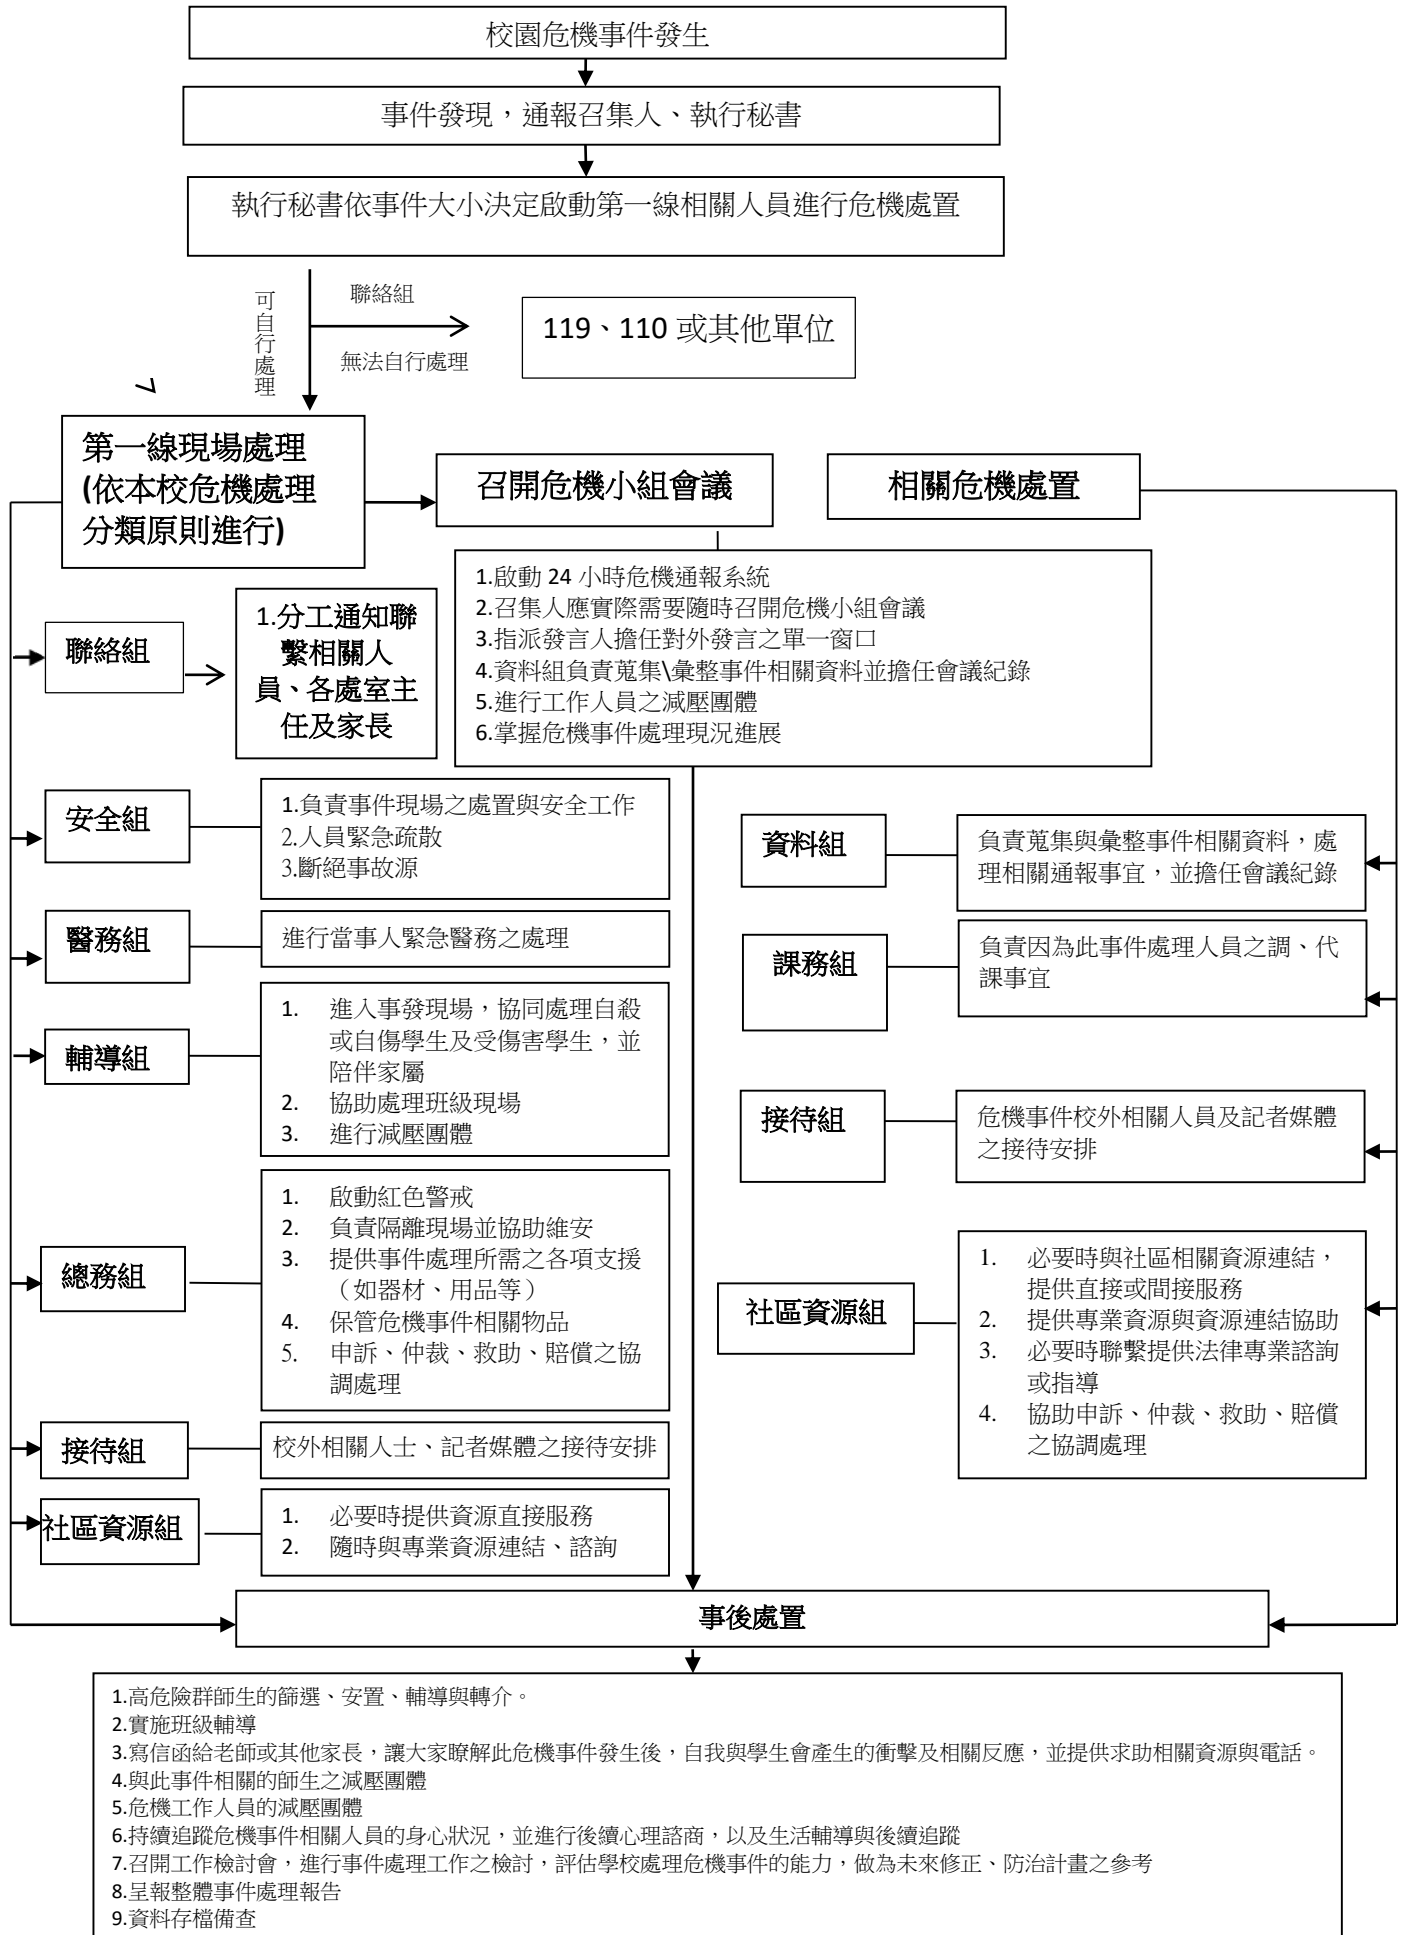 校園危機事件發生
事件發現，通報召集人、執行秘書
執行秘書依事件大小決定啟動第一線相關人員進行危機處置
可自行處理
聯絡組
無法自行處理
119、110 或其他單位
第一線現場處理
(依本校危機處理
分類原則進行)
召開危機小組會議
相關危機處置
1.啟動 24 小時危機通報系統
2.召集人應實際需要隨時召開危機小組會議
3.指派發言人擔任對外發言之單一窗口
4.資料組負責蒐集\彙整事件相關資料並擔任會議紀錄
5.進行工作人員之減壓團體
6.掌握危機事件處理現況進展
聯絡組
1.分工通知聯
繫相關人
員、各處室主
任及家長
安全組
1.負責事件現場之處置與安全工作
2.人員緊急疏散
3.斷絕事故源
醫務組
進行當事人緊急醫務之處理
輔導組
1. 進入事發現場，協同處理自殺
或自傷學生及受傷害學生，並
陪伴家屬
2. 協助處理班級現場
3. 進行減壓團體
總務組
1. 啟動紅色警戒
2. 負責隔離現場並協助維安
3. 提供事件處理所需之各項支援
（如器材、用品等）
4. 保管危機事件相關物品
5. 申訴、仲裁、救助、賠償之協
調處理
接待組
校外相關人士、記者媒體之接待安排
社區資源組
1. 必要時提供資源直接服務
2. 隨時與專業資源連結、諮詢
資料組
負責蒐集與彙整事件相關資料，處
理相關通報事宜，並擔任會議紀錄
課務組
負責因為此事件處理人員之調、代
課事宜
接待組
危機事件校外相關人員及記者媒體
之接待安排
社區資源組
1. 必要時與社區相關資源連結，
提供直接或間接服務
2. 提供專業資源與資源連結協助
3. 必要時聯繫提供法律專業諮詢
或指導
4. 協助申訴、仲裁、救助、賠償
之協調處理
事後處置
1.高危險群師生的篩選、安置、輔導與轉介。
2.實施班級輔導
3.寫信函給老師或其他家長，讓大家瞭解此危機事件發生後，自我與學生會產生的衝擊及相關反應，並提供求助相關資源與電話。
4.與此事件相關的師生之減壓團體
5.危機工作人員的減壓團體
6.持續追蹤危機事件相關人員的身心狀況，並進行後續心理諮商，以及生活輔導與後續追蹤
7.召開工作檢討會，進行事件處理工作之檢討，評估學校處理危機事件的能力，做為未來修正、防治計畫之參考
8.呈報整體事件處理報告
9.資料存檔備查